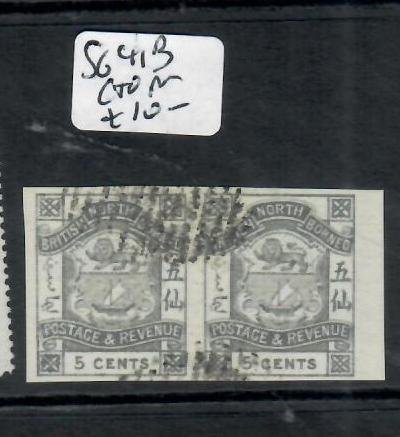 SG 41B
CTO
£10-
BRITISH NORTH BORNEO
五仙
POSTAGE & REVENUE
5 CENTS
BRITISH NORTH BORNEO
五仙
POSTAGE & REVENUE
5 CENTS